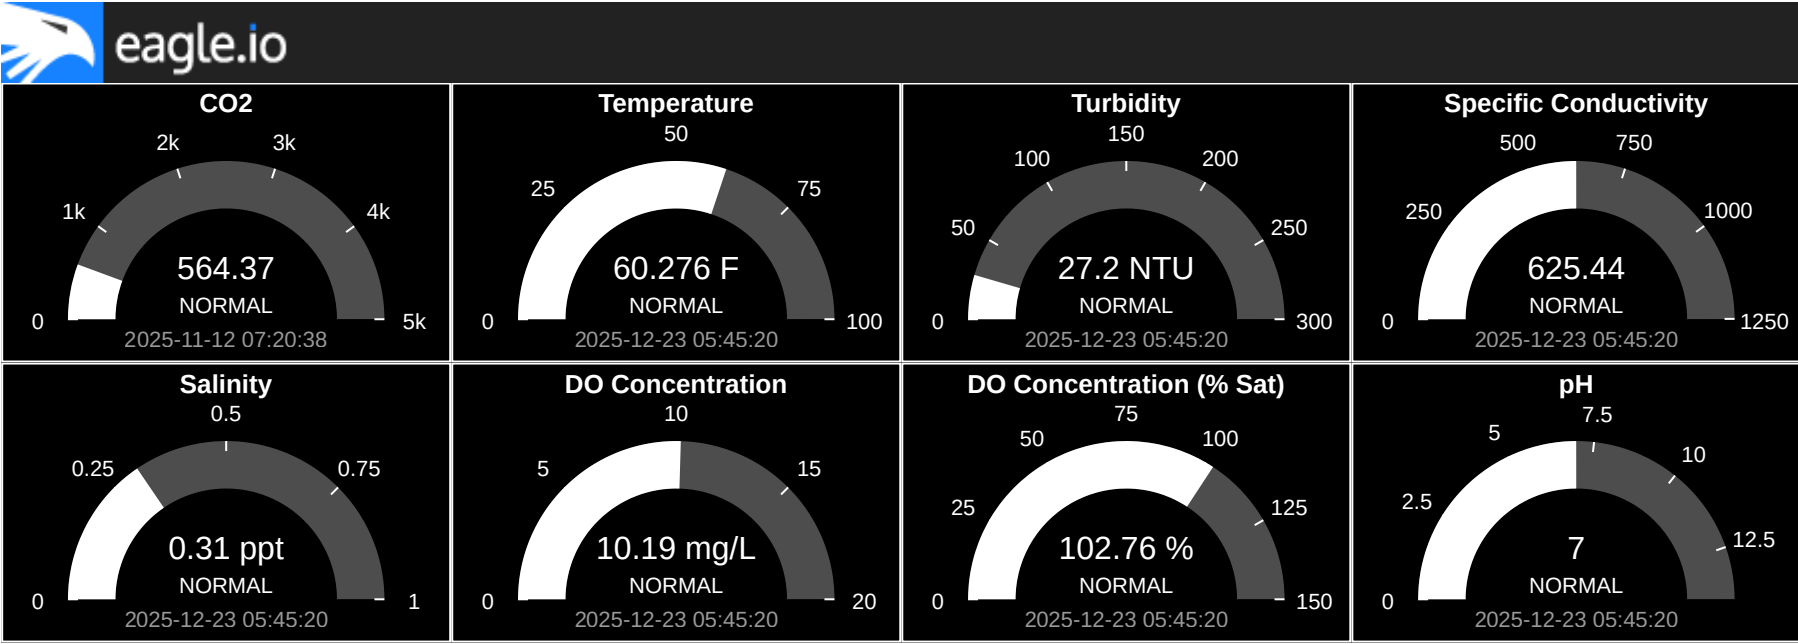 eagle.io
CO2
2k
3k
1k
4k
564.37
NORMAL
0
5k
2025-11-12 07:20:38
Temperature
50
25
75
60.276 F
NORMAL
0
100
2025-12-23 05:45:20
Turbidity
150
100
200
50
250
27.2 NTU
NORMAL
0
300
2025-12-23 05:45:20
Specific Conductivity
500
750
250
1000
625.44
NORMAL
0
1250
2025-12-23 05:45:20
Salinity
0.5
0.25
0.75
0.31 ppt
NORMAL
0
1
2025-12-23 05:45:20
DO Concentration
10
5
15
10.19 mg/L
NORMAL
0
20
2025-12-23 05:45:20
DO Concentration (% Sat)
75
50
100
25
125
102.76 %
NORMAL
0
150
2025-12-23 05:45:20
pH
7.5
5
10
2.5
12.5
7
NORMAL
0
2025-12-23 05:45:20